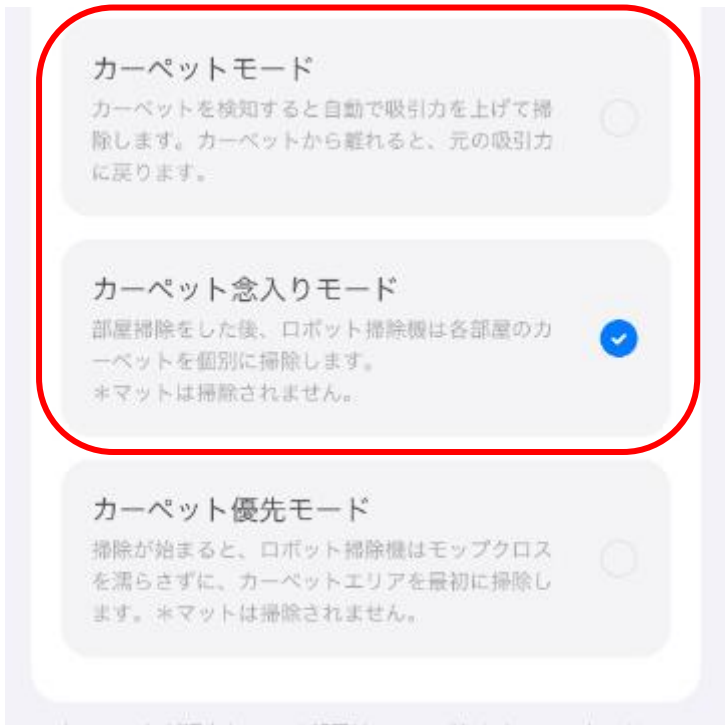 カーペットモード
カーペットを検知すると自動で吸引力を上げて掃
除します。カーペットから離れると、元の吸引力
に戻ります。
カーペット念入りモード
部屋掃除をした後、ロボット掃除機は各部屋のカ
ーペットを個別に掃除します。
*マットは掃除されません。
カーペット優先モード
掃除が始まると、ロボット掃除機はモップクロス
を濡らさずに、カーペットエリアを最初に掃除し
ます。*マットは掃除されません。